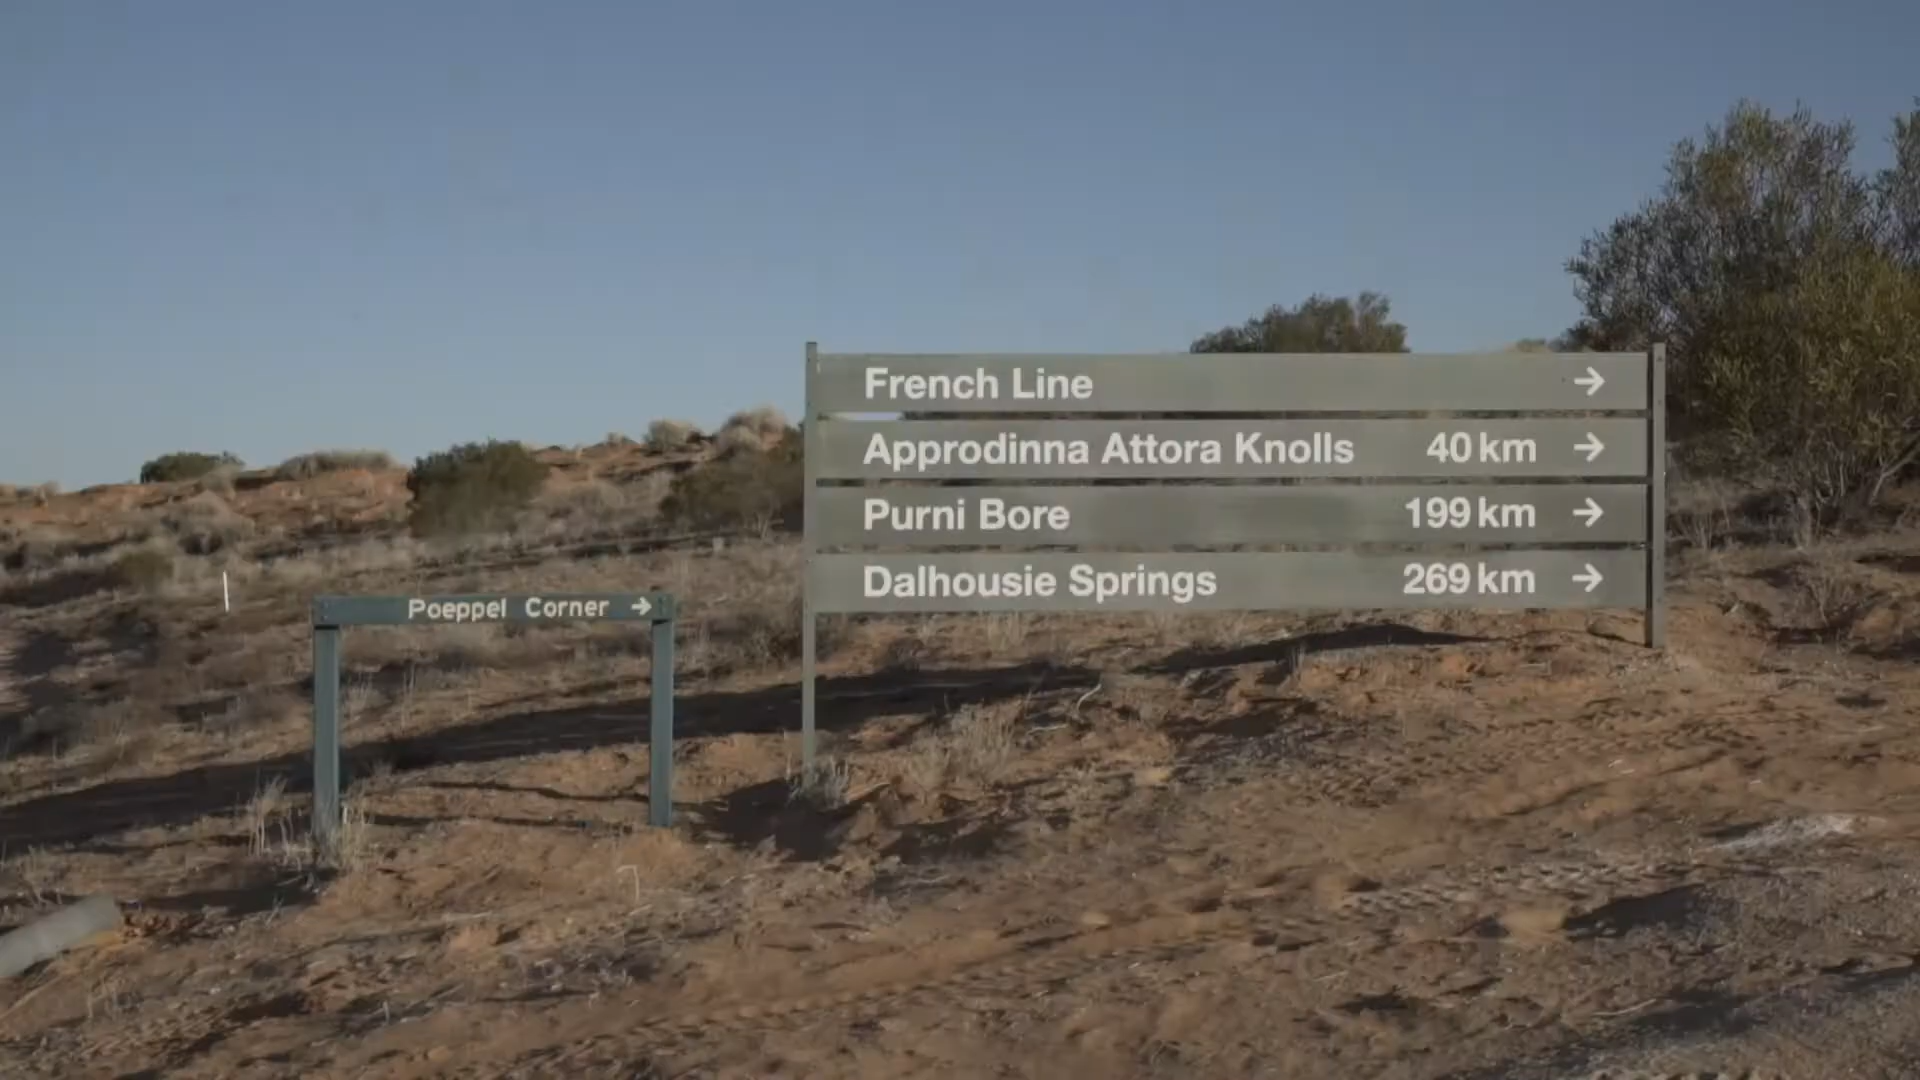 French Line →
Approdinna Attora Knolls 40 km →
Purni Bore 199 km →
Dalhousie Springs 269 km →
Poeppel Corner →